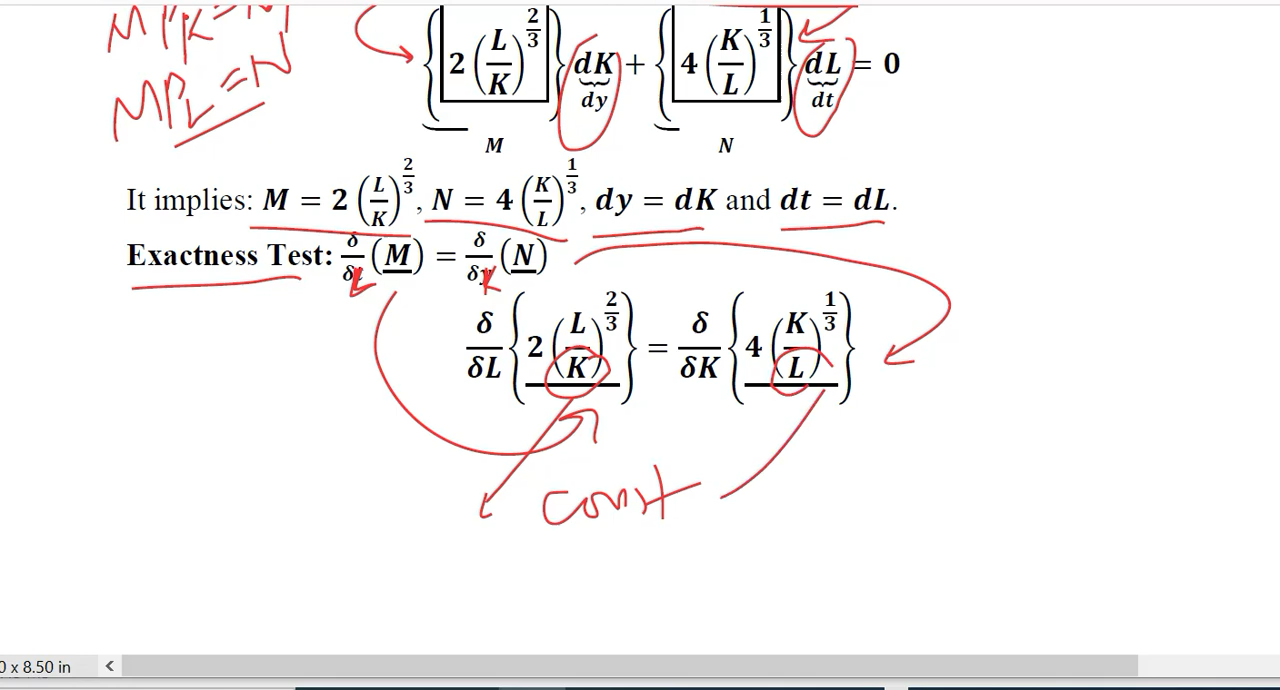 MPK = M
{2(L/K)^(2/3)} dK + {4(K/L)^(1/3)} dL = 0
dy dt
MPL = N
M N
It implies: M = 2(L/K)^(2/3), N = 4(K/L)^(1/3), dy = dK and dt = dL.
Exactness Test: δ/δL (M) = δ/δK (N)
δ/δL {2(L/K)^(2/3)} = δ/δK {4(K/L)^(1/3)}
const
0 x 8.50 in